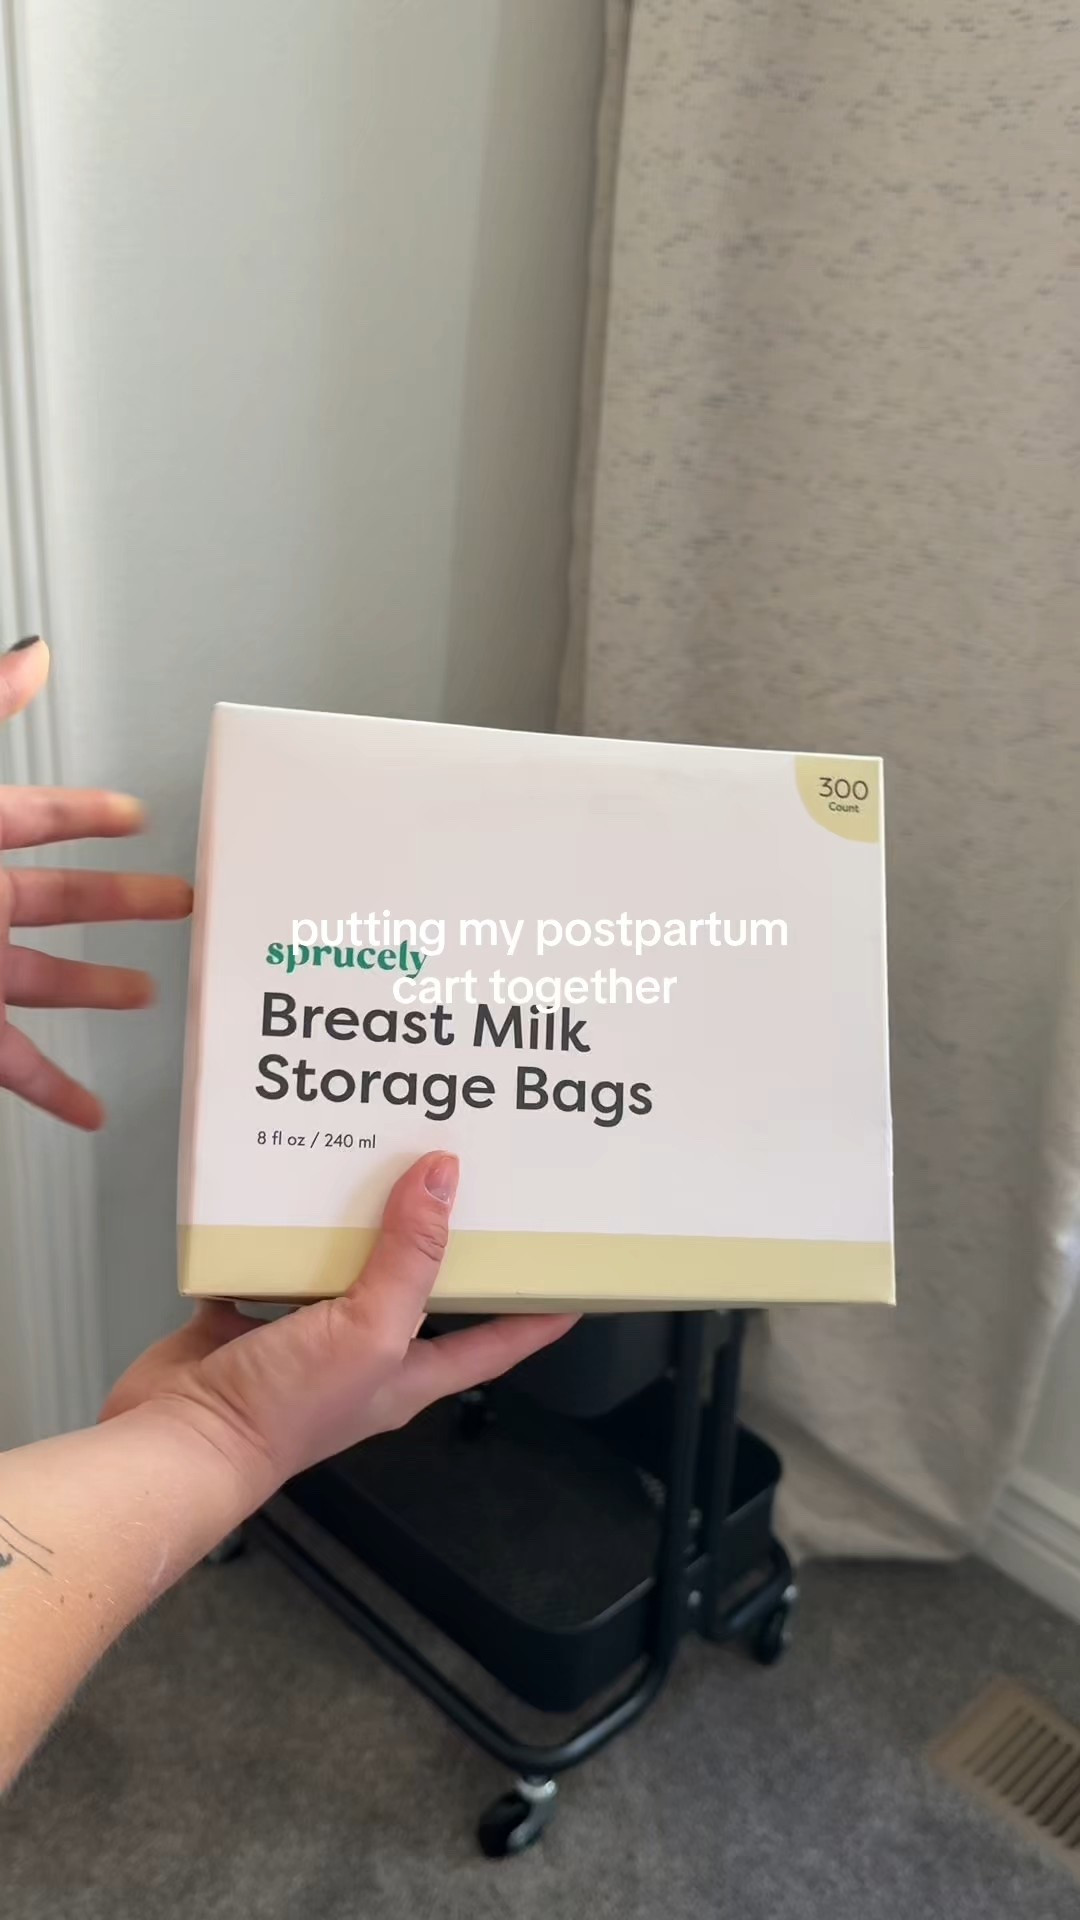 300
Count
putting my postpartum
cart together
sprucely
Breast Milk
Storage Bags
8 fl oz / 240 ml